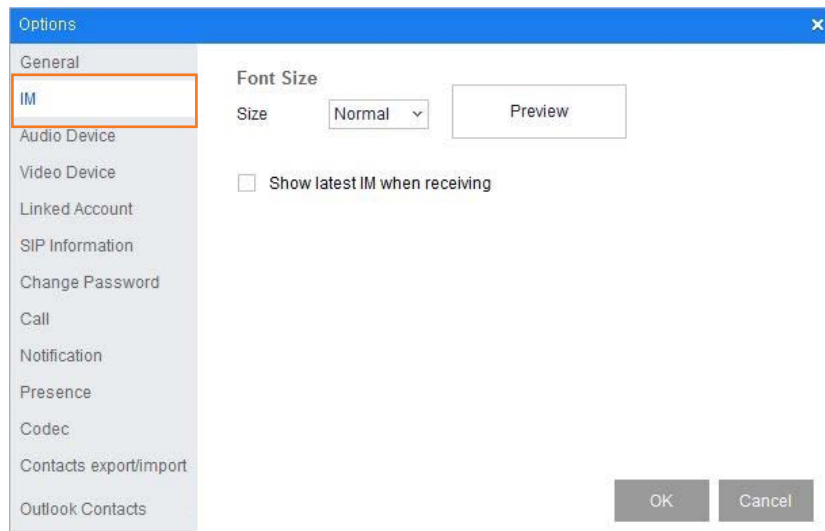 Options
General
IM
Audio Device
Video Device
Linked Account
SIP Information
Change Password
Call
Notification
Presence
Codec
Contacts export/import
Outlook Contacts
Font Size
Size Normal Preview
Show latest IM when receiving
OK Cancel